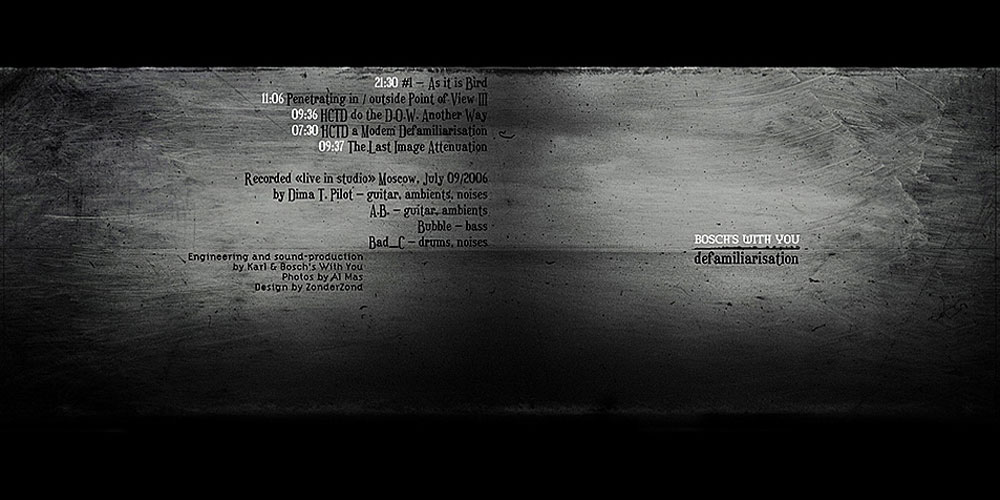 21:30 #1 – As it is Bird
11:06 Penetrating in / outside Point of View III
09:36 HCTD do the D.O.W. Another Way
07:30 HCTD a Modem Defamiliarisation
09:37 The Last Image Attenuation
Recorded «live in studio» Moscow, July 09/2006
by Dima T. Pilot – guitar, ambients, noises
A.B. – guitar, ambients
Bubble – bass
Bad_C – drums, noises
Engineering and sound-production
by Karl & Bosch's With You
Photos by Al Mas
Design by ZonderZond
BOSCH'S WITH YOU
defamiliarisation